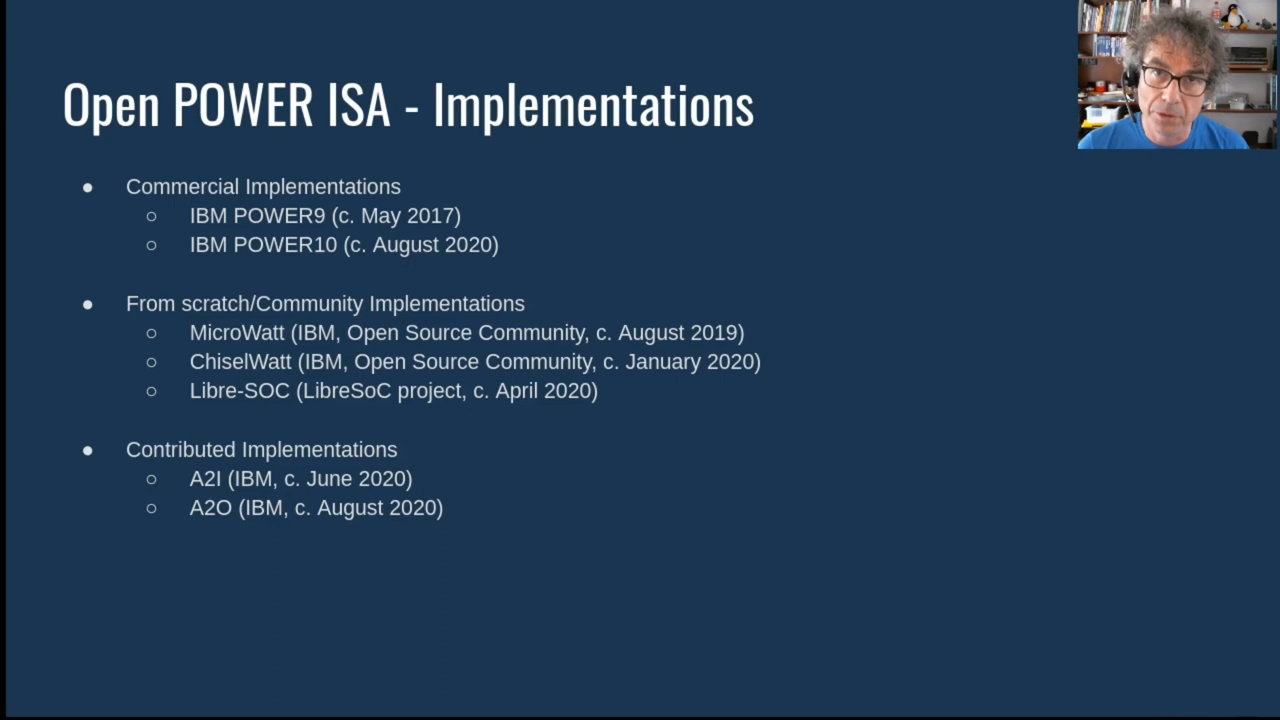 Open POWER ISA - Implementations
● Commercial Implementations
○ IBM POWER9 (c. May 2017)
○ IBM POWER10 (c. August 2020)
● From scratch/Community Implementations
○ MicroWatt (IBM, Open Source Community, c. August 2019)
○ ChiselWatt (IBM, Open Source Community, c. January 2020)
○ Libre-SOC (LibreSoC project, c. April 2020)
● Contributed Implementations
○ A2I (IBM, c. June 2020)
○ A2O (IBM, c. August 2020)